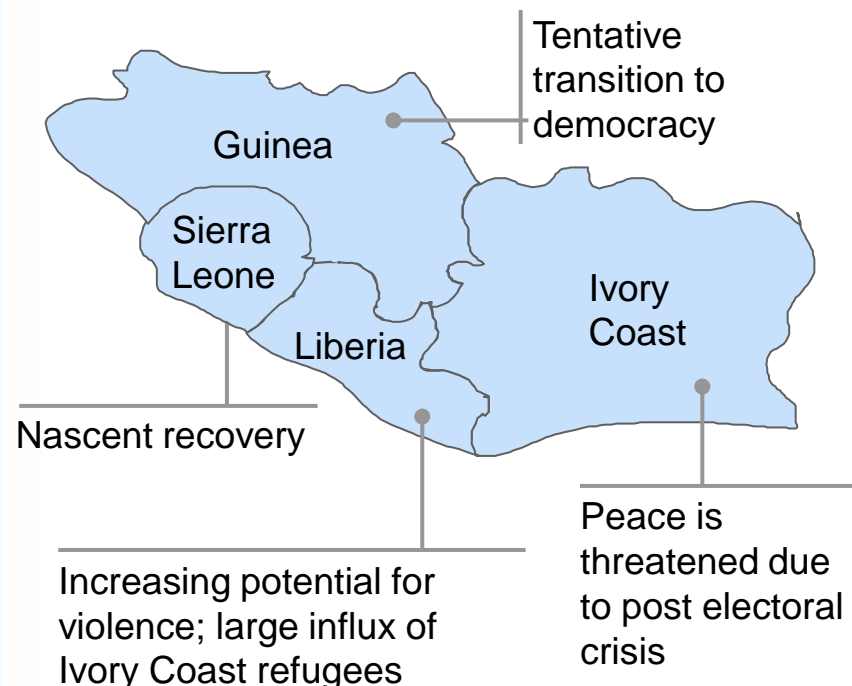 Tentative
transition to
democracy
Guinea
Sierra
Leone
Ivory
Coast
Liberia
Nascent recovery
Increasing potential for
violence; large influx of
Ivory Coast refugees
Peace is
threatened due
to post electoral
crisis